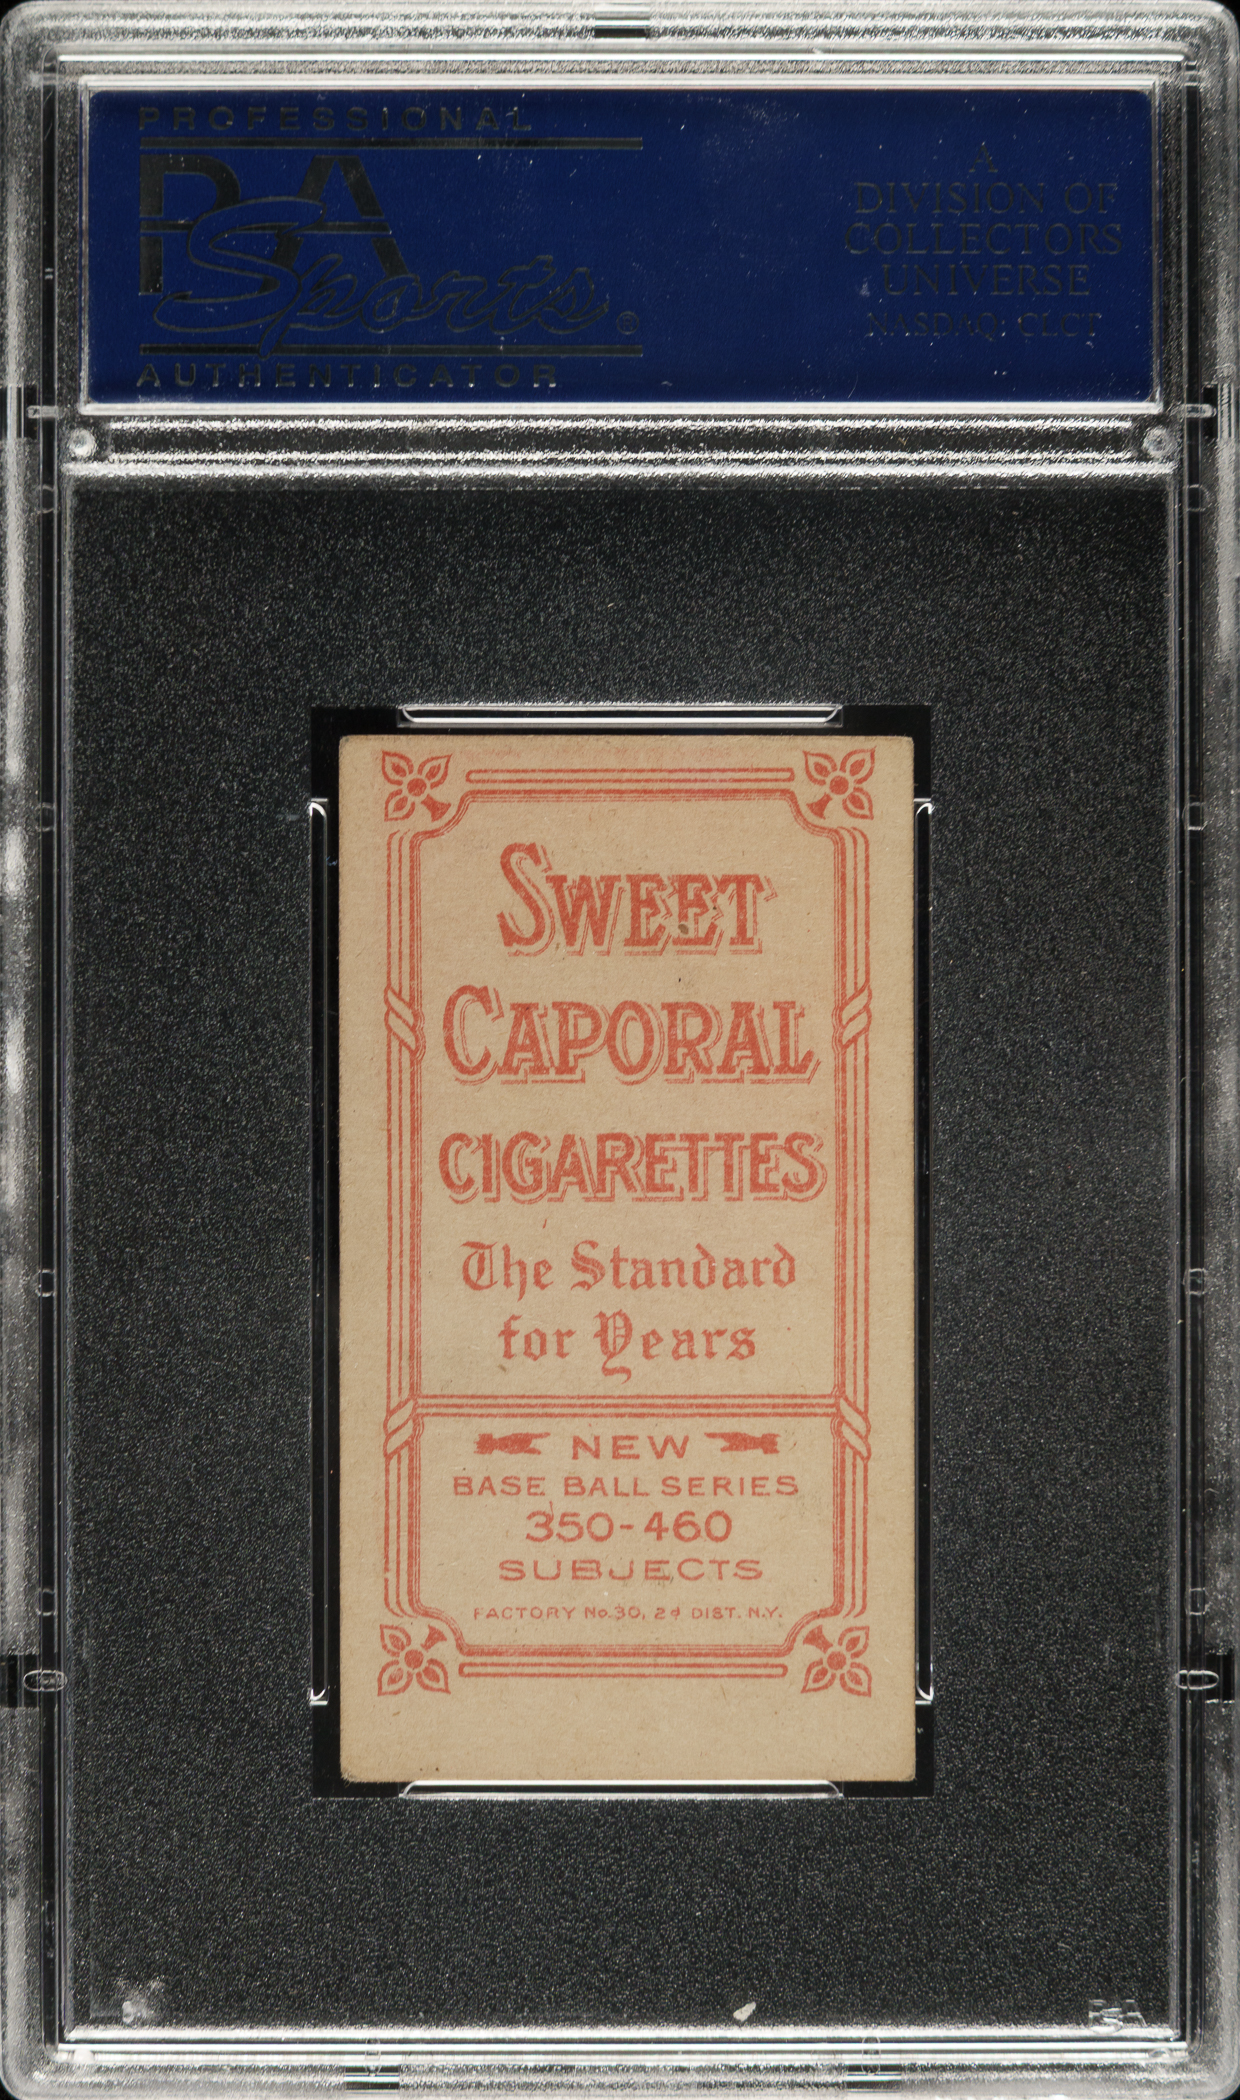 PROFESSIONAL
PSA
Sports®
AUTHENTICATOR
A
DIVISION OF
COLLECTORS
UNIVERSE
NASDAQ: CLCT
SWEET
CAPORAL
CIGARETTES
The Standard
for Years
NEW
BASE BALL SERIES
350-460
SUBJECTS
FACTORY No. 30, 2d DIST. N.Y.
PSA